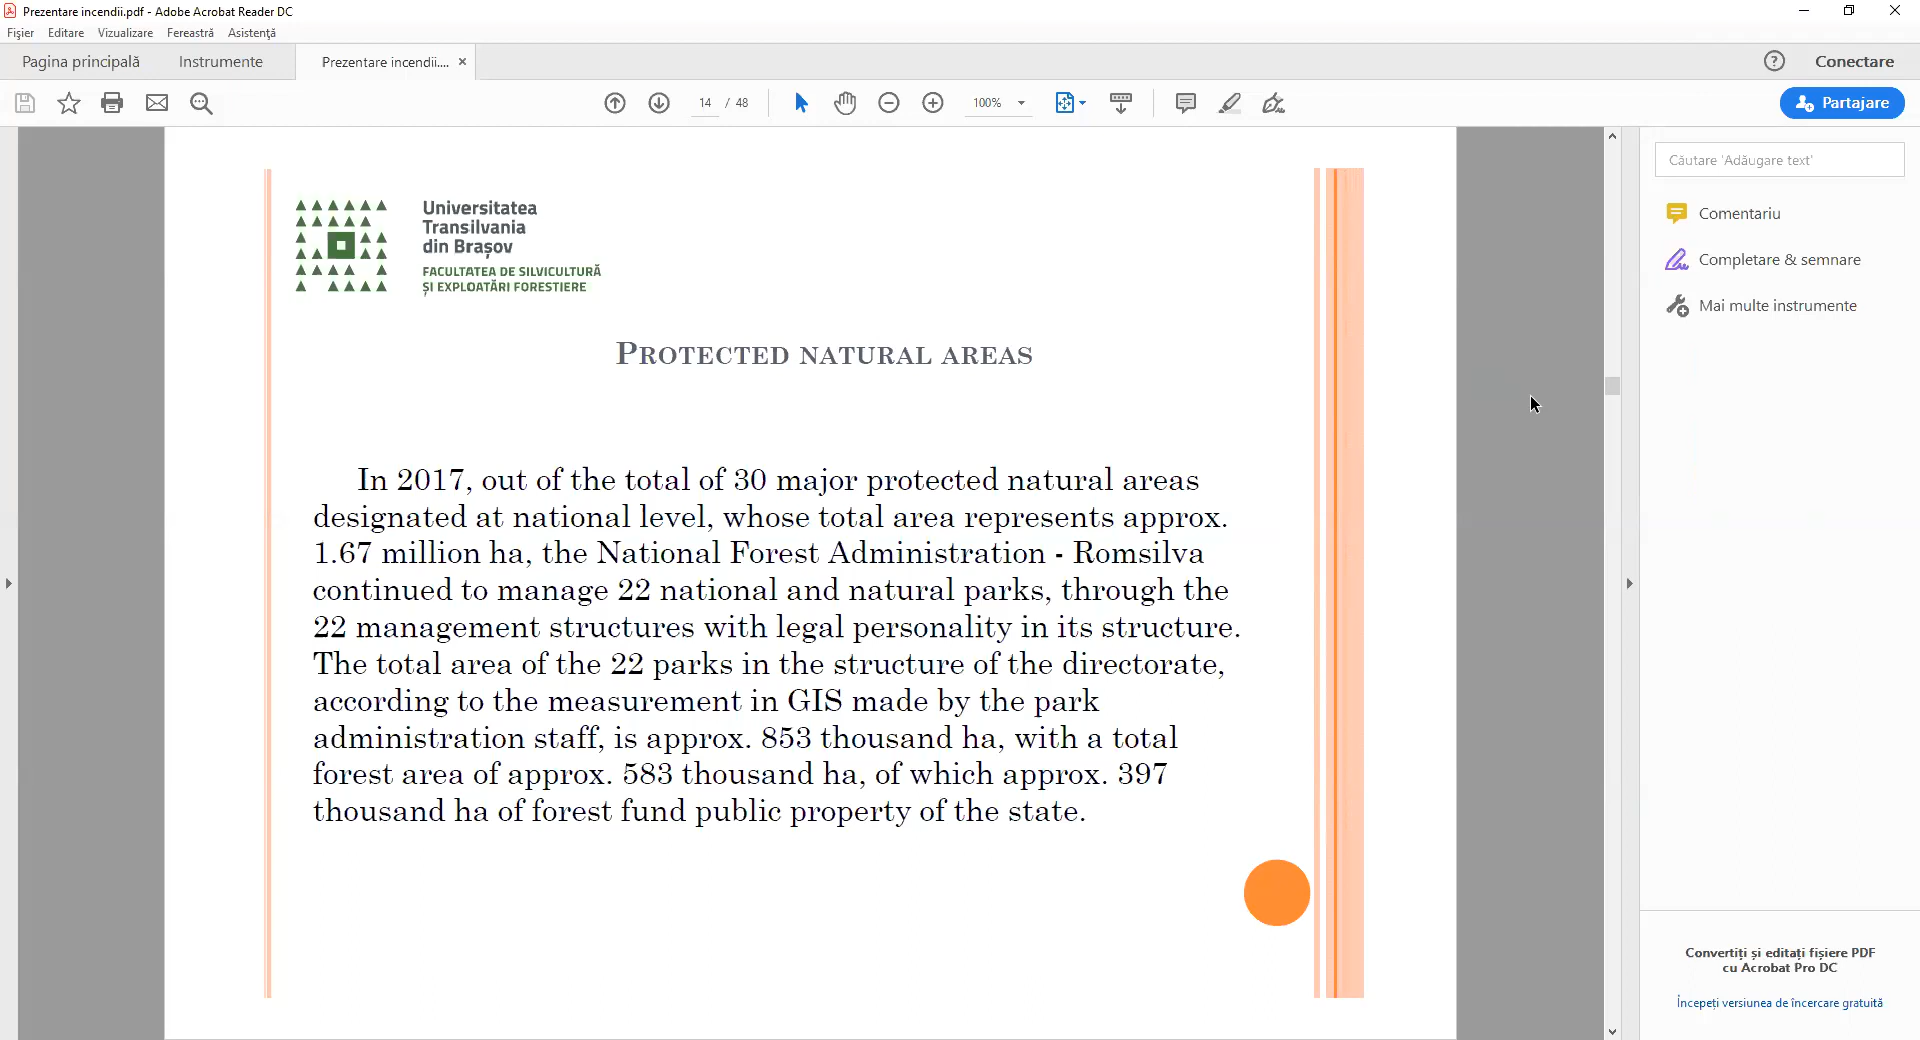 Prezentare incendii.pdf - Adobe Acrobat Reader DC
Fișier Editare Vizualizare Fereastră Asistență
Pagina principală Instrumente Prezentare incendii.... ×
? Conectare
14 / 48 100%
Partajare
Căutare 'Adăugare text'
Comentariu
Completare & semnare
Mai multe instrumente
Universitatea
Transilvania
din Brașov
FACULTATEA DE SILVICULTURĂ
ȘI EXPLOATĂRI FORESTIERE
PROTECTED NATURAL AREAS
In 2017, out of the total of 30 major protected natural areas
designated at national level, whose total area represents approx.
1.67 million ha, the National Forest Administration - Romsilva
continued to manage 22 national and natural parks, through the
22 management structures with legal personality in its structure.
The total area of the 22 parks in the structure of the directorate,
according to the measurement in GIS made by the park
administration staff, is approx. 853 thousand ha, with a total
forest area of approx. 583 thousand ha, of which approx. 397
thousand ha of forest fund public property of the state.
Convertiți și editați fișiere PDF
cu Acrobat Pro DC
Începeți versiunea de încercare gratuită